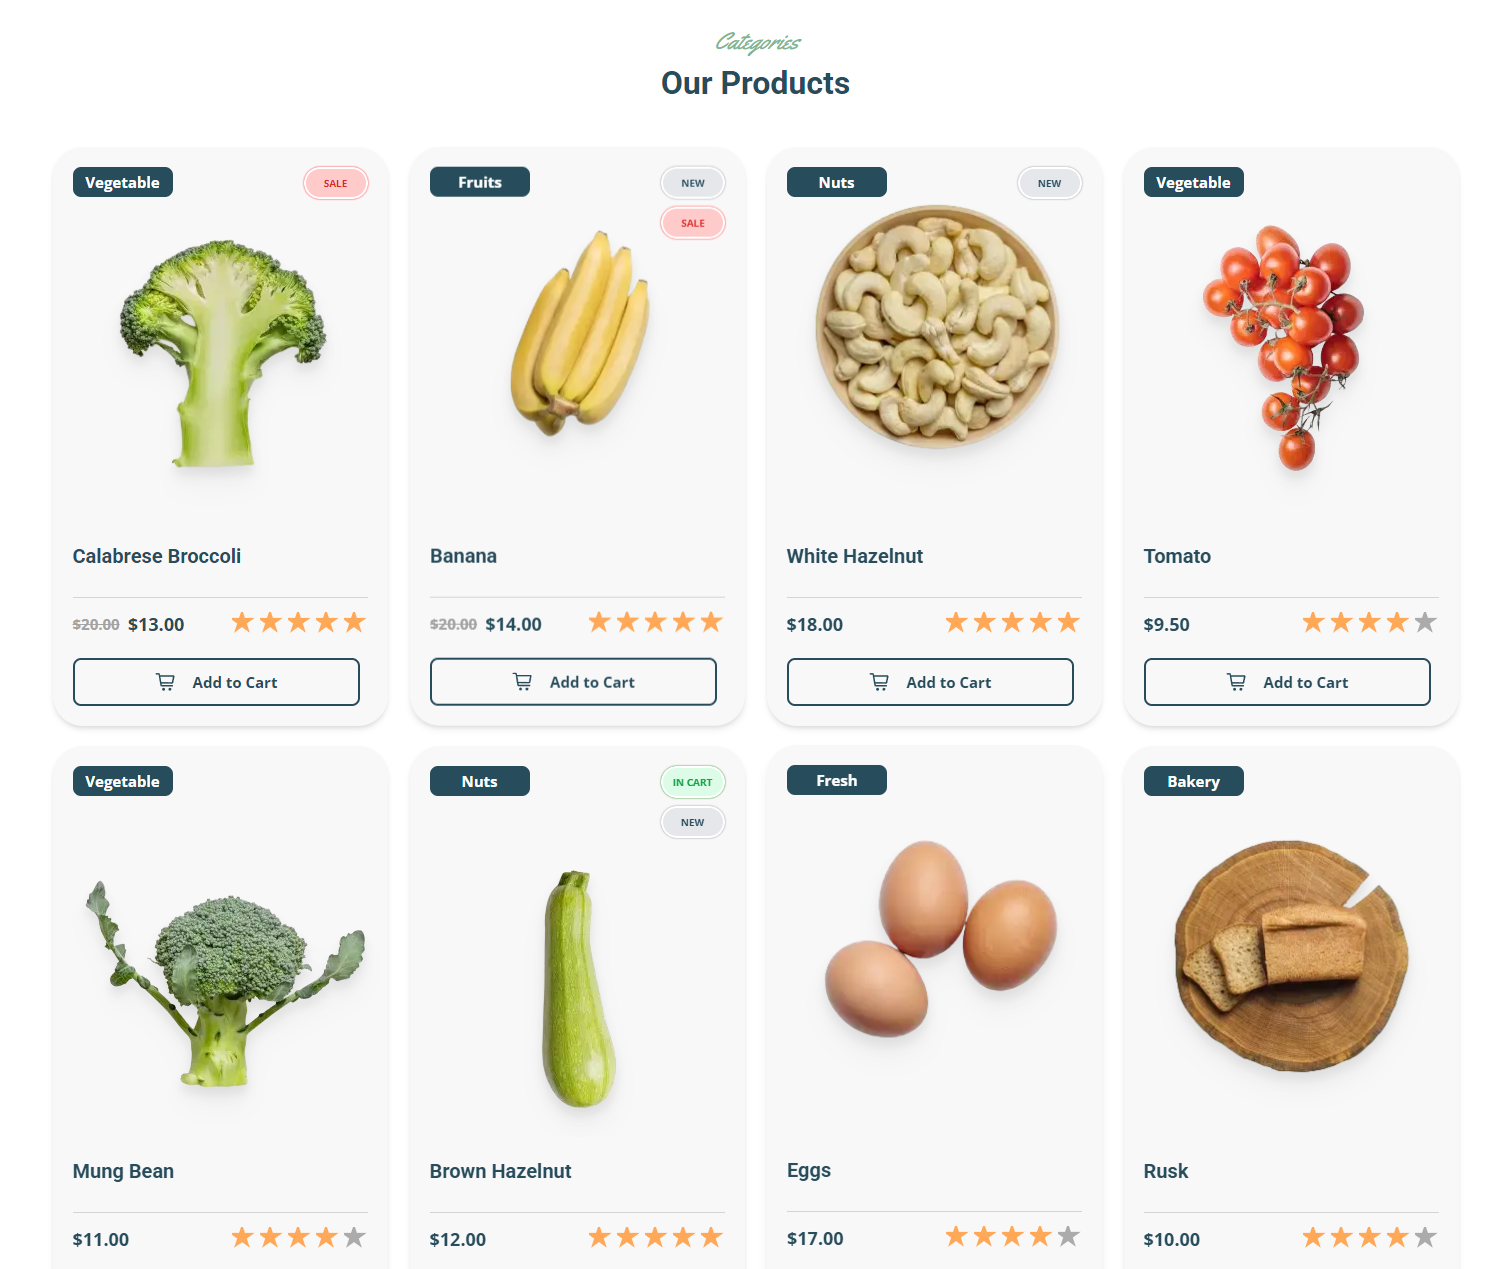 Categories
Our Products
Vegetable
SALE
Fruits
NEW
SALE
Nuts
NEW
Vegetable
Calabrese Broccoli
Banana
White Hazelnut
Tomato
$20.00 $13.00
$20.00 $14.00
$18.00
$9.50
Add to Cart
Add to Cart
Add to Cart
Add to Cart
Vegetable
Nuts
IN CART
NEW
Fresh
Bakery
Mung Bean
Brown Hazelnut
Eggs
Rusk
$11.00
$12.00
$17.00
$10.00